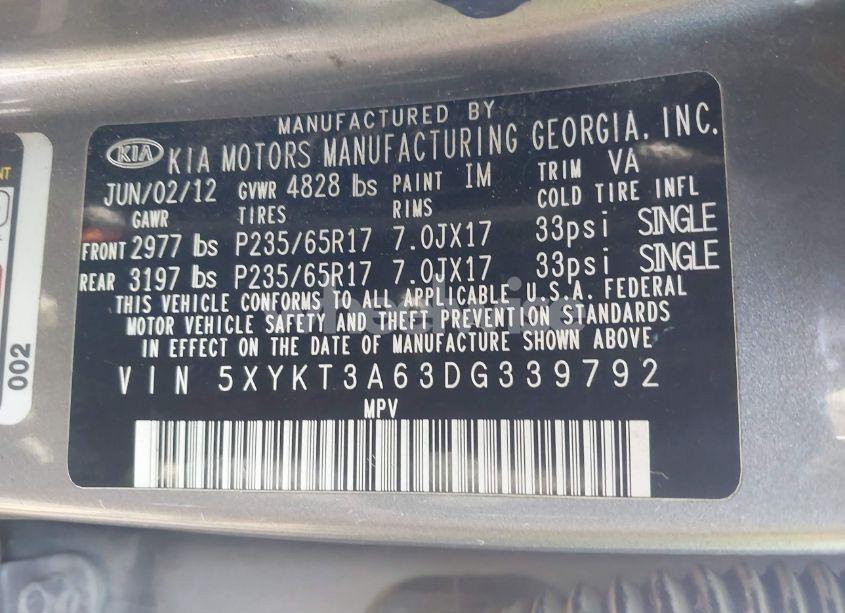 MANUFACTURED BY
KIA KIA MOTORS MANUFACTURING GEORGIA, INC.
JUN/02/12 GVWR 4828 lbs PAINT IM TRIM VA
GAWR TIRES RIMS COLD TIRE INFL
FRONT 2977 lbs P235/65R17 7.0JX17 33psi SINGLE
REAR 3197 lbs P235/65R17 7.0JX17 33psi SINGLE
THIS VEHICLE CONFORMS TO ALL APPLICABLE U.S.A. FEDERAL
MOTOR VEHICLE SAFETY AND THEFT PREVENTION STANDARDS
IN EFFECT ON THE DATE OF MANUFACTURE SHOWN ABOVE.
VIN 5XYKT3A63DG339792
MPV
002